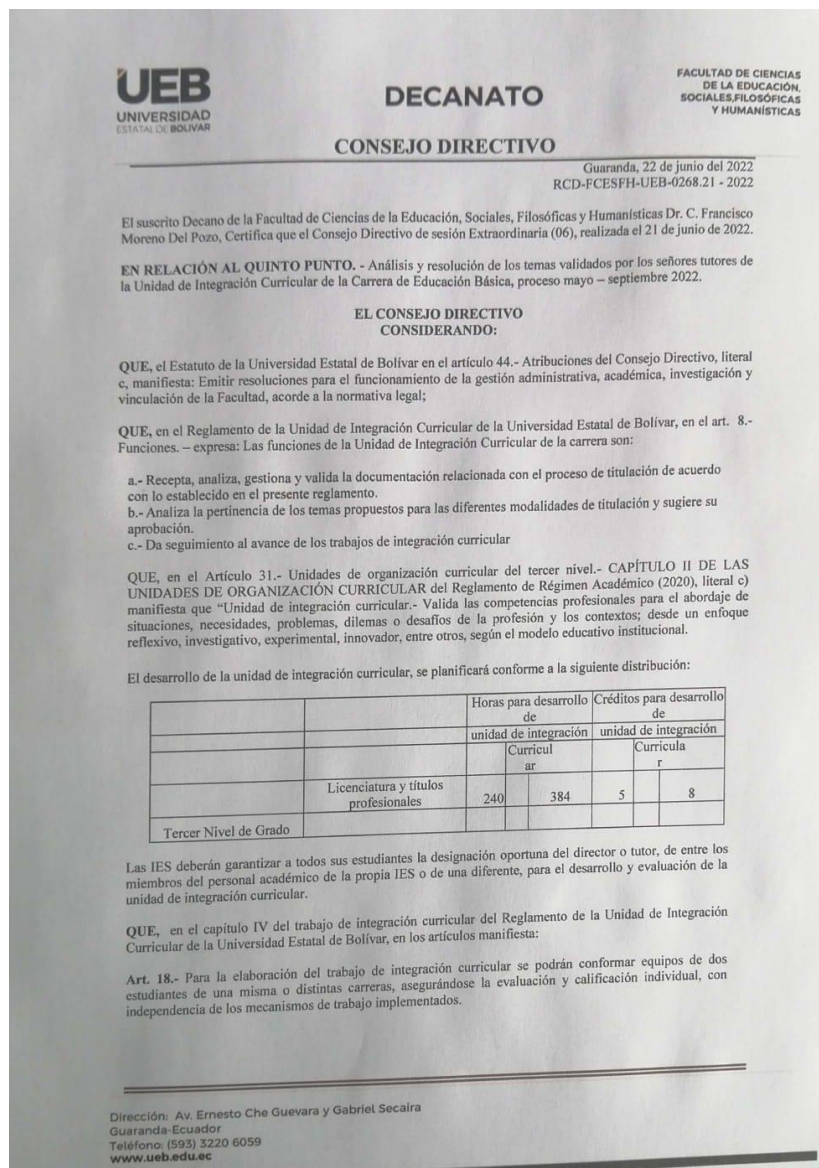 UEB
UNIVERSIDAD
ESTATAL DE BOLIVAR
DECANATO
FACULTAD DE CIENCIAS
DE LA EDUCACIÓN,
SOCIALES,FILOSÓFICAS
Y HUMANÍSTICAS
CONSEJO DIRECTIVO
Guaranda, 22 de junio del 2022
RCD-FCESFH-UEB-0268.21 - 2022
El suscrito Decano de la Facultad de Ciencias de la Educación, Sociales, Filosóficas y Humanísticas Dr. C. Francisco
Moreno Del Pozo, Certifica que el Consejo Directivo de sesión Extraordinaria (06), realizada el 21 de junio de 2022.
EN RELACIÓN AL QUINTO PUNTO. - Análisis y resolución de los temas validados por los señores tutores de
la Unidad de Integración Curricular de la Carrera de Educación Básica, proceso mayo – septiembre 2022.
EL CONSEJO DIRECTIVO
CONSIDERANDO:
QUE, el Estatuto de la Universidad Estatal de Bolívar en el artículo 44.- Atribuciones del Consejo Directivo, literal
c, manifiesta: Emitir resoluciones para el funcionamiento de la gestión administrativa, académica, investigación y
vinculación de la Facultad, acorde a la normativa legal;
QUE, en el Reglamento de la Unidad de Integración Curricular de la Universidad Estatal de Bolívar, en el art. 8.-
Funciones. – expresa: Las funciones de la Unidad de Integración Curricular de la carrera son:
a.- Recepta, analiza, gestiona y valida la documentación relacionada con el proceso de titulación de acuerdo
con lo establecido en el presente reglamento.
b.- Analiza la pertinencia de los temas propuestos para las diferentes modalidades de titulación y sugiere su
aprobación.
c.- Da seguimiento al avance de los trabajos de integración curricular
QUE, en el Artículo 31.- Unidades de organización curricular del tercer nivel.- CAPÍTULO II DE LAS
UNIDADES DE ORGANIZACIÓN CURRICULAR del Reglamento de Régimen Académico (2020), literal c)
manifiesta que “Unidad de integración curricular.- Valida las competencias profesionales para el abordaje de
situaciones, necesidades, problemas, dilemas o desafíos de la profesión y los contextos; desde un enfoque
reflexivo, investigativo, experimental, innovador, entre otros, según el modelo educativo institucional.
El desarrollo de la unidad de integración curricular, se planificará conforme a la siguiente distribución:
Horas para desarrollo Créditos para desarrollo
de de
unidad de integración unidad de integración
Curricul Curricula
ar r
Licenciatura y títulos
profesionales 240 384 5 8
Tercer Nivel de Grado
Las IES deberán garantizar a todos sus estudiantes la designación oportuna del director o tutor, de entre los
miembros del personal académico de la propia IES o de una diferente, para el desarrollo y evaluación de la
unidad de integración curricular.
QUE, en el capítulo IV del trabajo de integración curricular del Reglamento de la Unidad de Integración
Curricular de la Universidad Estatal de Bolívar, en los artículos manifiesta:
Art. 18.- Para la elaboración del trabajo de integración curricular se podrán conformar equipos de dos
estudiantes de una misma o distintas carreras, asegurándose la evaluación y calificación individual, con
independencia de los mecanismos de trabajo implementados.
Dirección: Av. Ernesto Che Guevara y Gabriel Secaira
Guaranda-Ecuador
Teléfono: (593) 3220 6059
www.ueb.edu.ec